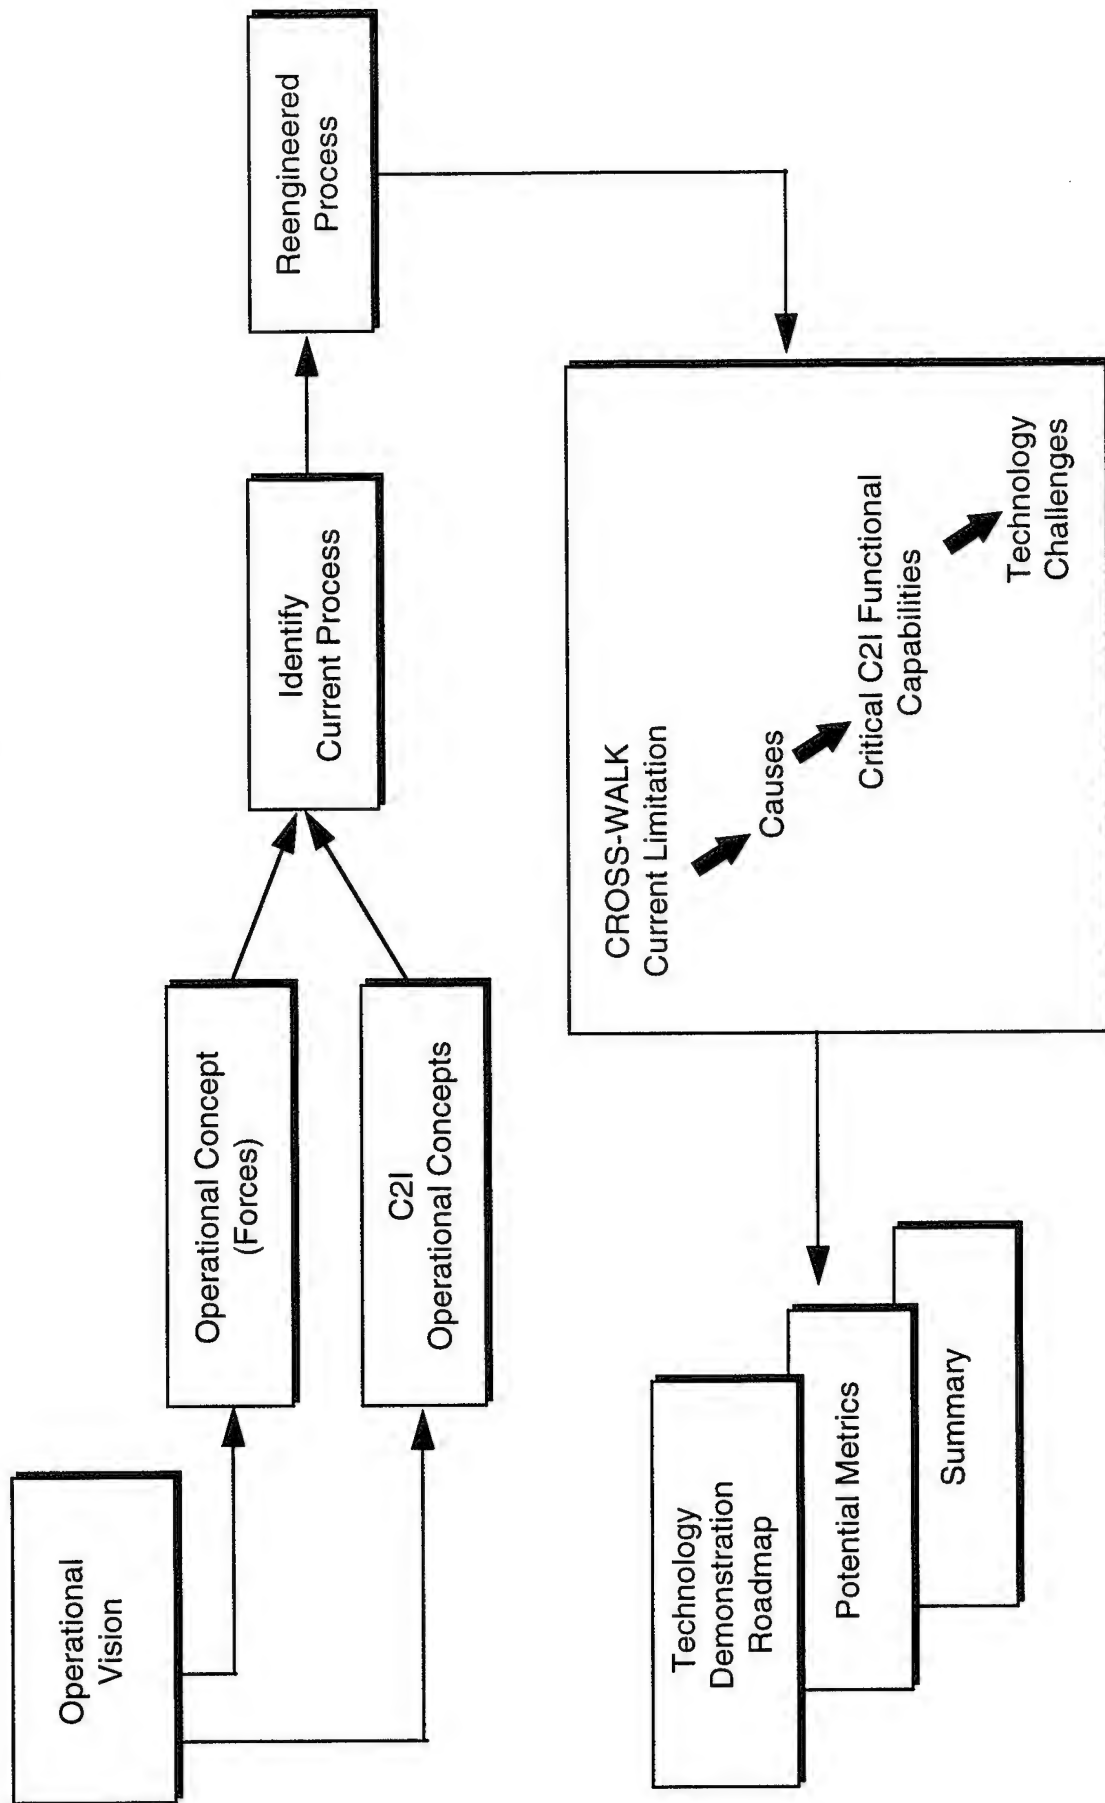 Operational
Vision
Operational Concept
(Forces)
C2I
Operational Concepts
Identify
Current Process
Reengineered
Process
CROSS-WALK
Current Limitation
Causes
Critical C2I Functional
Capabilities
Technology
Challenges
Technology
Demonstration
Roadmap
Potential Metrics
Summary